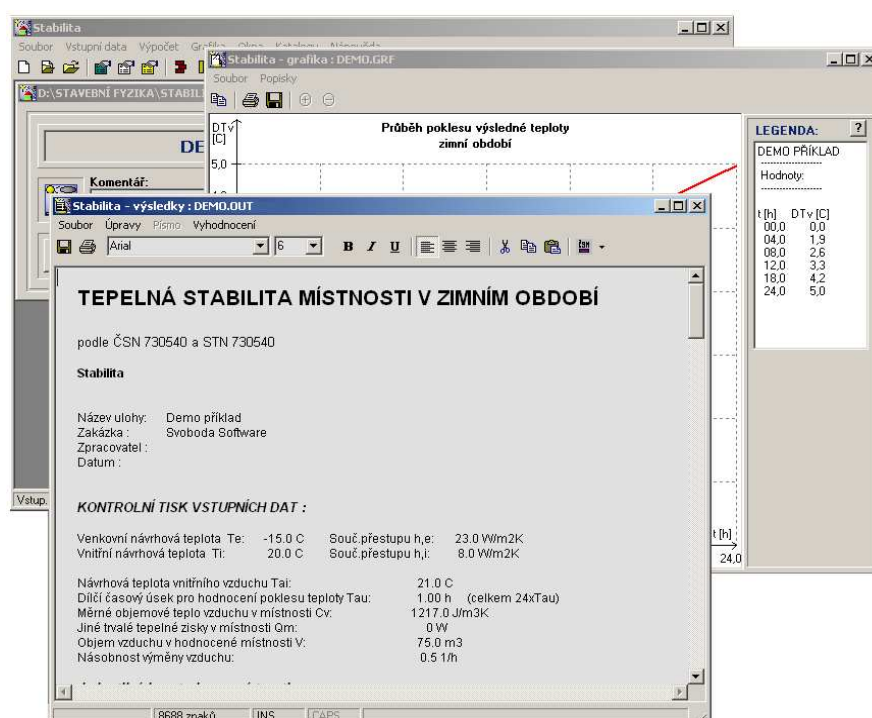 Stabilita
Soubor Vstupní data Výpočet Grafika Okna Katalogy Nápověda
D:\STAVEBNÍ FYZIKA\STABIL
DE
Komentář:
Vstup.
Stabilita - grafika : DEMO.GRF
Soubor Popisky
DTv
[C]
Průběh poklesu výsledné teploty
zimní období
5,0
t [h]
24,0
LEGENDA: ?
DEMO PŘÍKLAD
--------------------
Hodnoty:
--------------------
t [h] DTv [C]
00,0 0,0
04,0 1,9
08,0 2,6
12,0 3,3
18,0 4,2
24,0 5,0
Stabilita - výsledky : DEMO.OUT
Soubor Úpravy Písmo Vyhodnocení
Arial 6 B I U
TEPELNÁ STABILITA MÍSTNOSTI V ZIMNÍM OBDOBÍ
podle ČSN 730540 a STN 730540
Stabilita
Název ulohy: Demo příklad
Zakázka : Svoboda Software
Zpracovatel :
Datum :
KONTROLNÍ TISK VSTUPNÍCH DAT :
Venkovní návrhová teplota Te: -15.0 C Souč.přestupu h,e: 23.0 W/m2K
Vnitřní návrhová teplota Ti: 20.0 C Souč.přestupu h,i: 8.0 W/m2K
Návrhová teplota vnitřního vzduchu Tai: 21.0 C
Dílčí časový úsek pro hodnocení poklesu teploty Tau: 1.00 h (celkem 24xTau)
Měrné objemové teplo vzduchu v místnosti Cv: 1217.0 J/m3K
Jiné trvalé tepelné zisky v místnosti Qm: 0 W
Objem vzduchu v hodnocené místnosti V: 75.0 m3
Násobnost výměny vzduchu: 0.5 1/h
8688 znaků INS CAPS